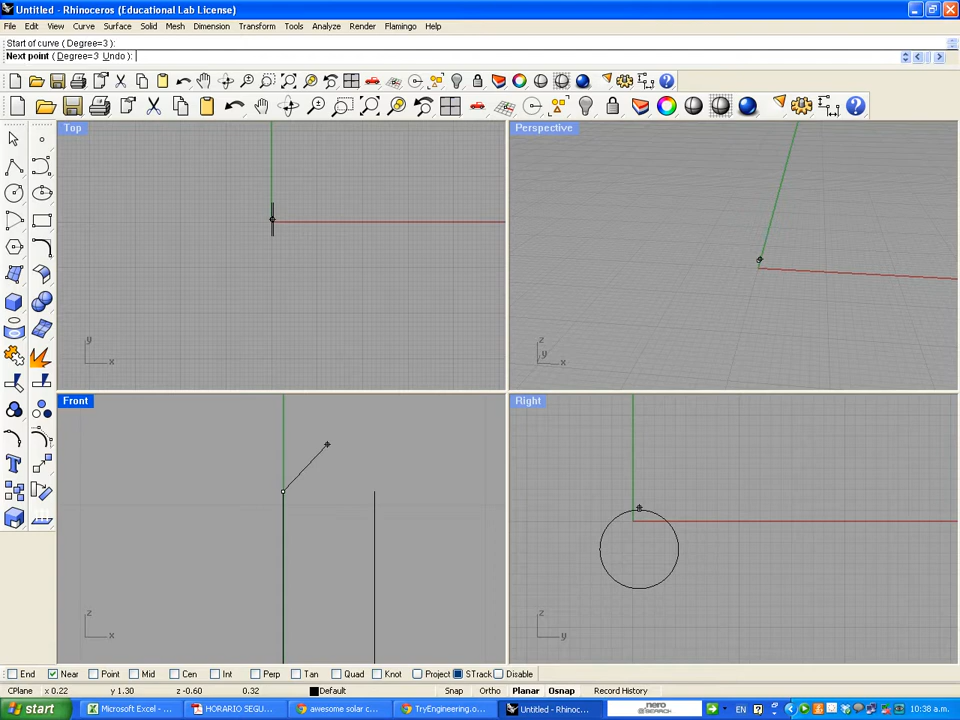 Untitled - Rhinoceros (Educational Lab License)
File Edit View Curve Surface Solid Mesh Dimension Transform Tools Analyze Render Flamingo Help
Start of curve ( Degree=3 ):
Next point ( Degree=3 Undo ):
Top
Perspective
y
x
z
y
x
Front
Right
z
x
z
y
End Near Point Mid Cen Int Perp Tan Quad Knot Project STrack Disable
CPlane x 0.22 y 1.30 z -0.60 0.32 Default Snap Ortho Planar Osnap Record History
start Microsoft Excel - ... HORARIO SEGU... awesome solar c... TryEngineering.o... Untitled - Rhinoc... nero SEARCH EN 10:38 a.m.